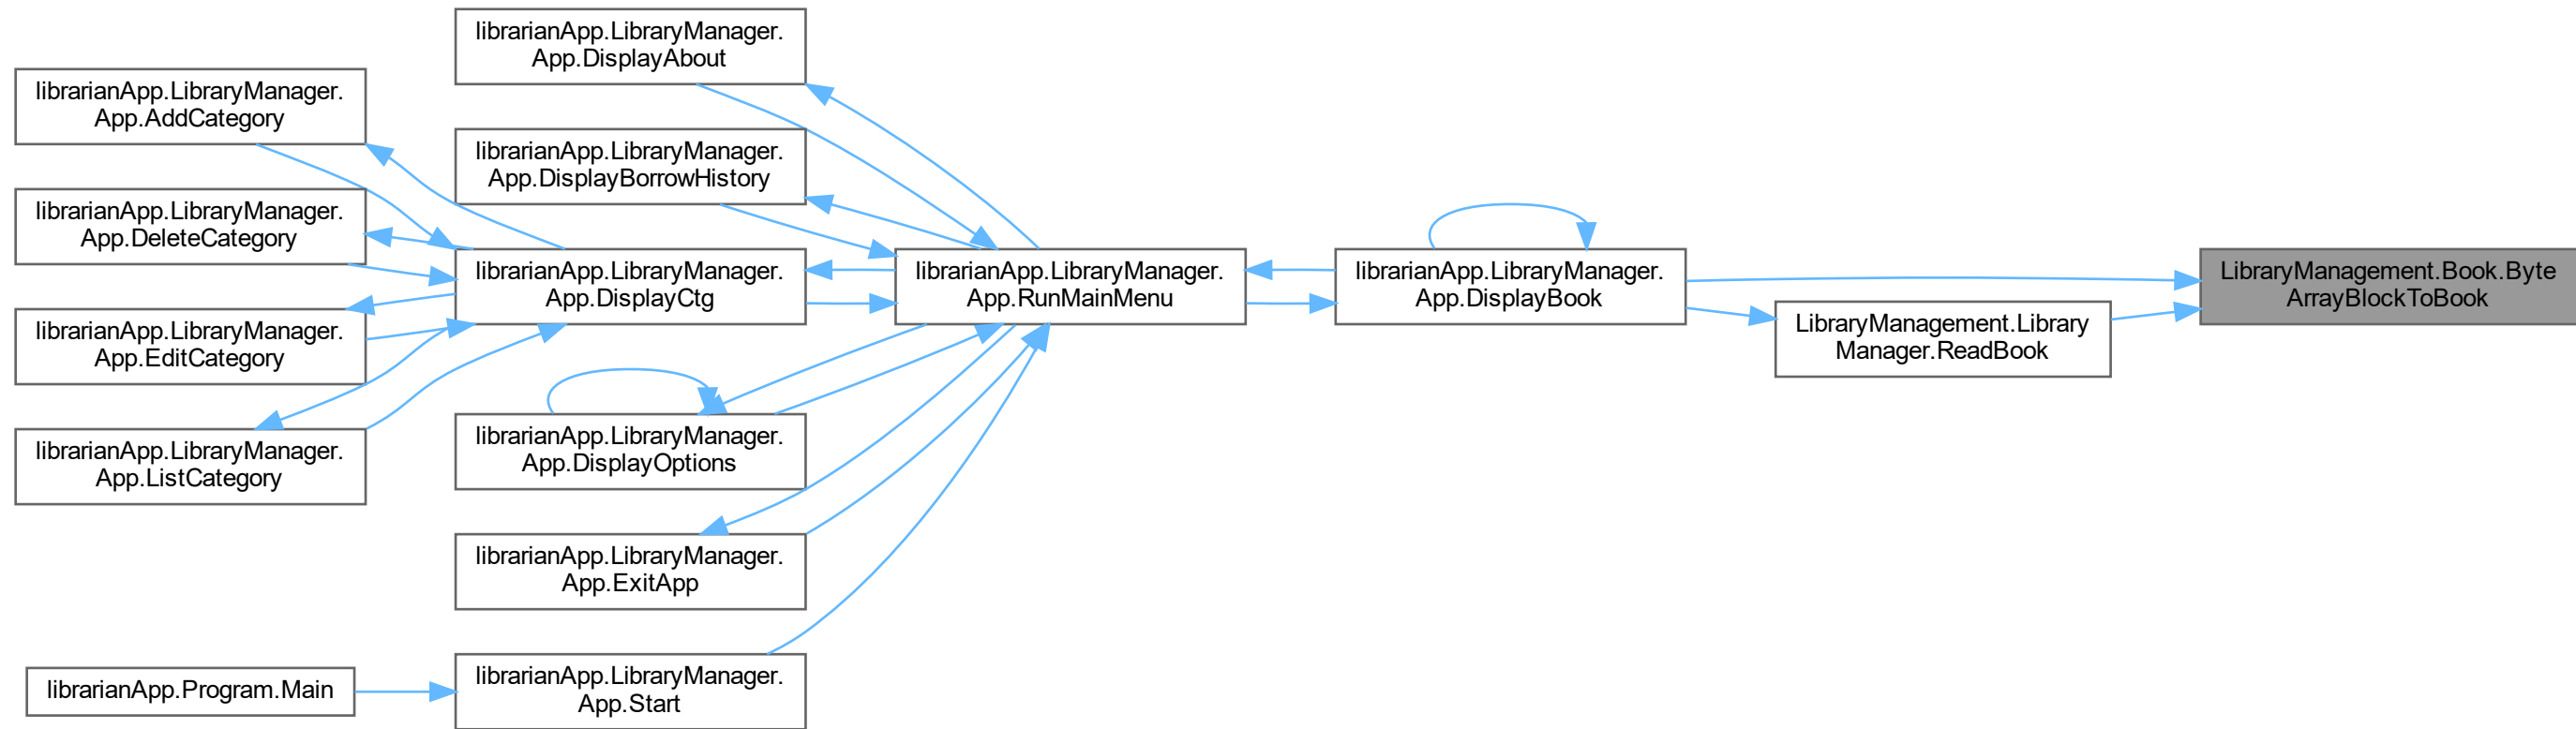 librarianApp.LibraryManager.
App.AddCategory
librarianApp.LibraryManager.
App.DeleteCategory
librarianApp.LibraryManager.
App.EditCategory
librarianApp.LibraryManager.
App.ListCategory
librarianApp.Program.Main
librarianApp.LibraryManager.
App.DisplayAbout
librarianApp.LibraryManager.
App.DisplayBorrowHistory
librarianApp.LibraryManager.
App.DisplayCtg
librarianApp.LibraryManager.
App.DisplayOptions
librarianApp.LibraryManager.
App.ExitApp
librarianApp.LibraryManager.
App.Start
librarianApp.LibraryManager.
App.RunMainMenu
librarianApp.LibraryManager.
App.DisplayBook
LibraryManagement.Library
Manager.ReadBook
LibraryManagement.Book.Byte
ArrayBlockToBook